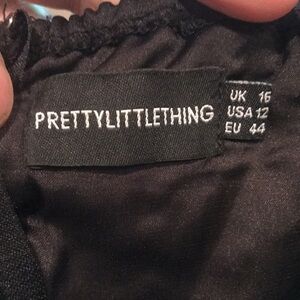 PRETTYLITTLETHING
UK 16
USA 12
EU 44